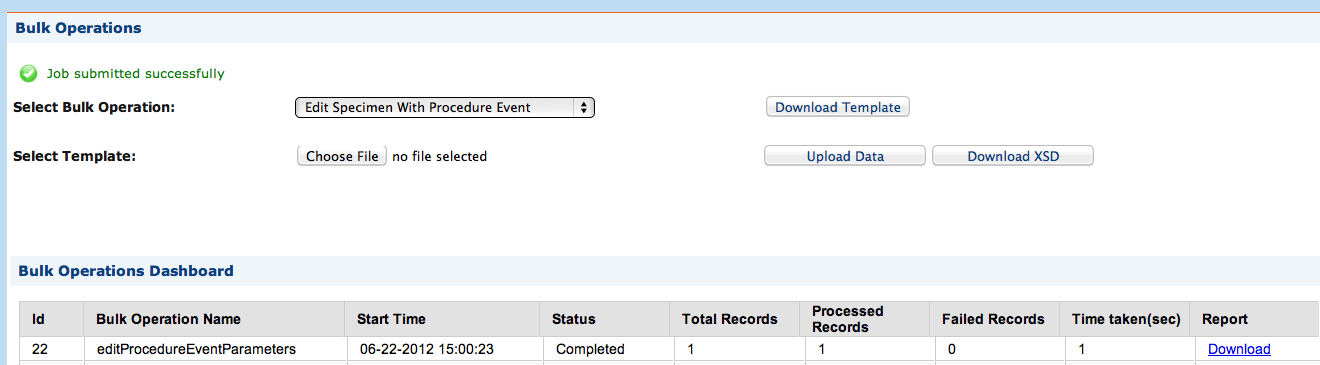 Bulk Operations
Job submitted successfully
Select Bulk Operation: Edit Specimen With Procedure Event Download Template
Select Template: Choose File no file selected Upload Data Download XSD
Bulk Operations Dashboard
Id Bulk Operation Name Start Time Status Total Records Processed Records Failed Records Time taken(sec) Report
22 editProcedureEventParameters 06-22-2012 15:00:23 Completed 1 1 0 1 Download